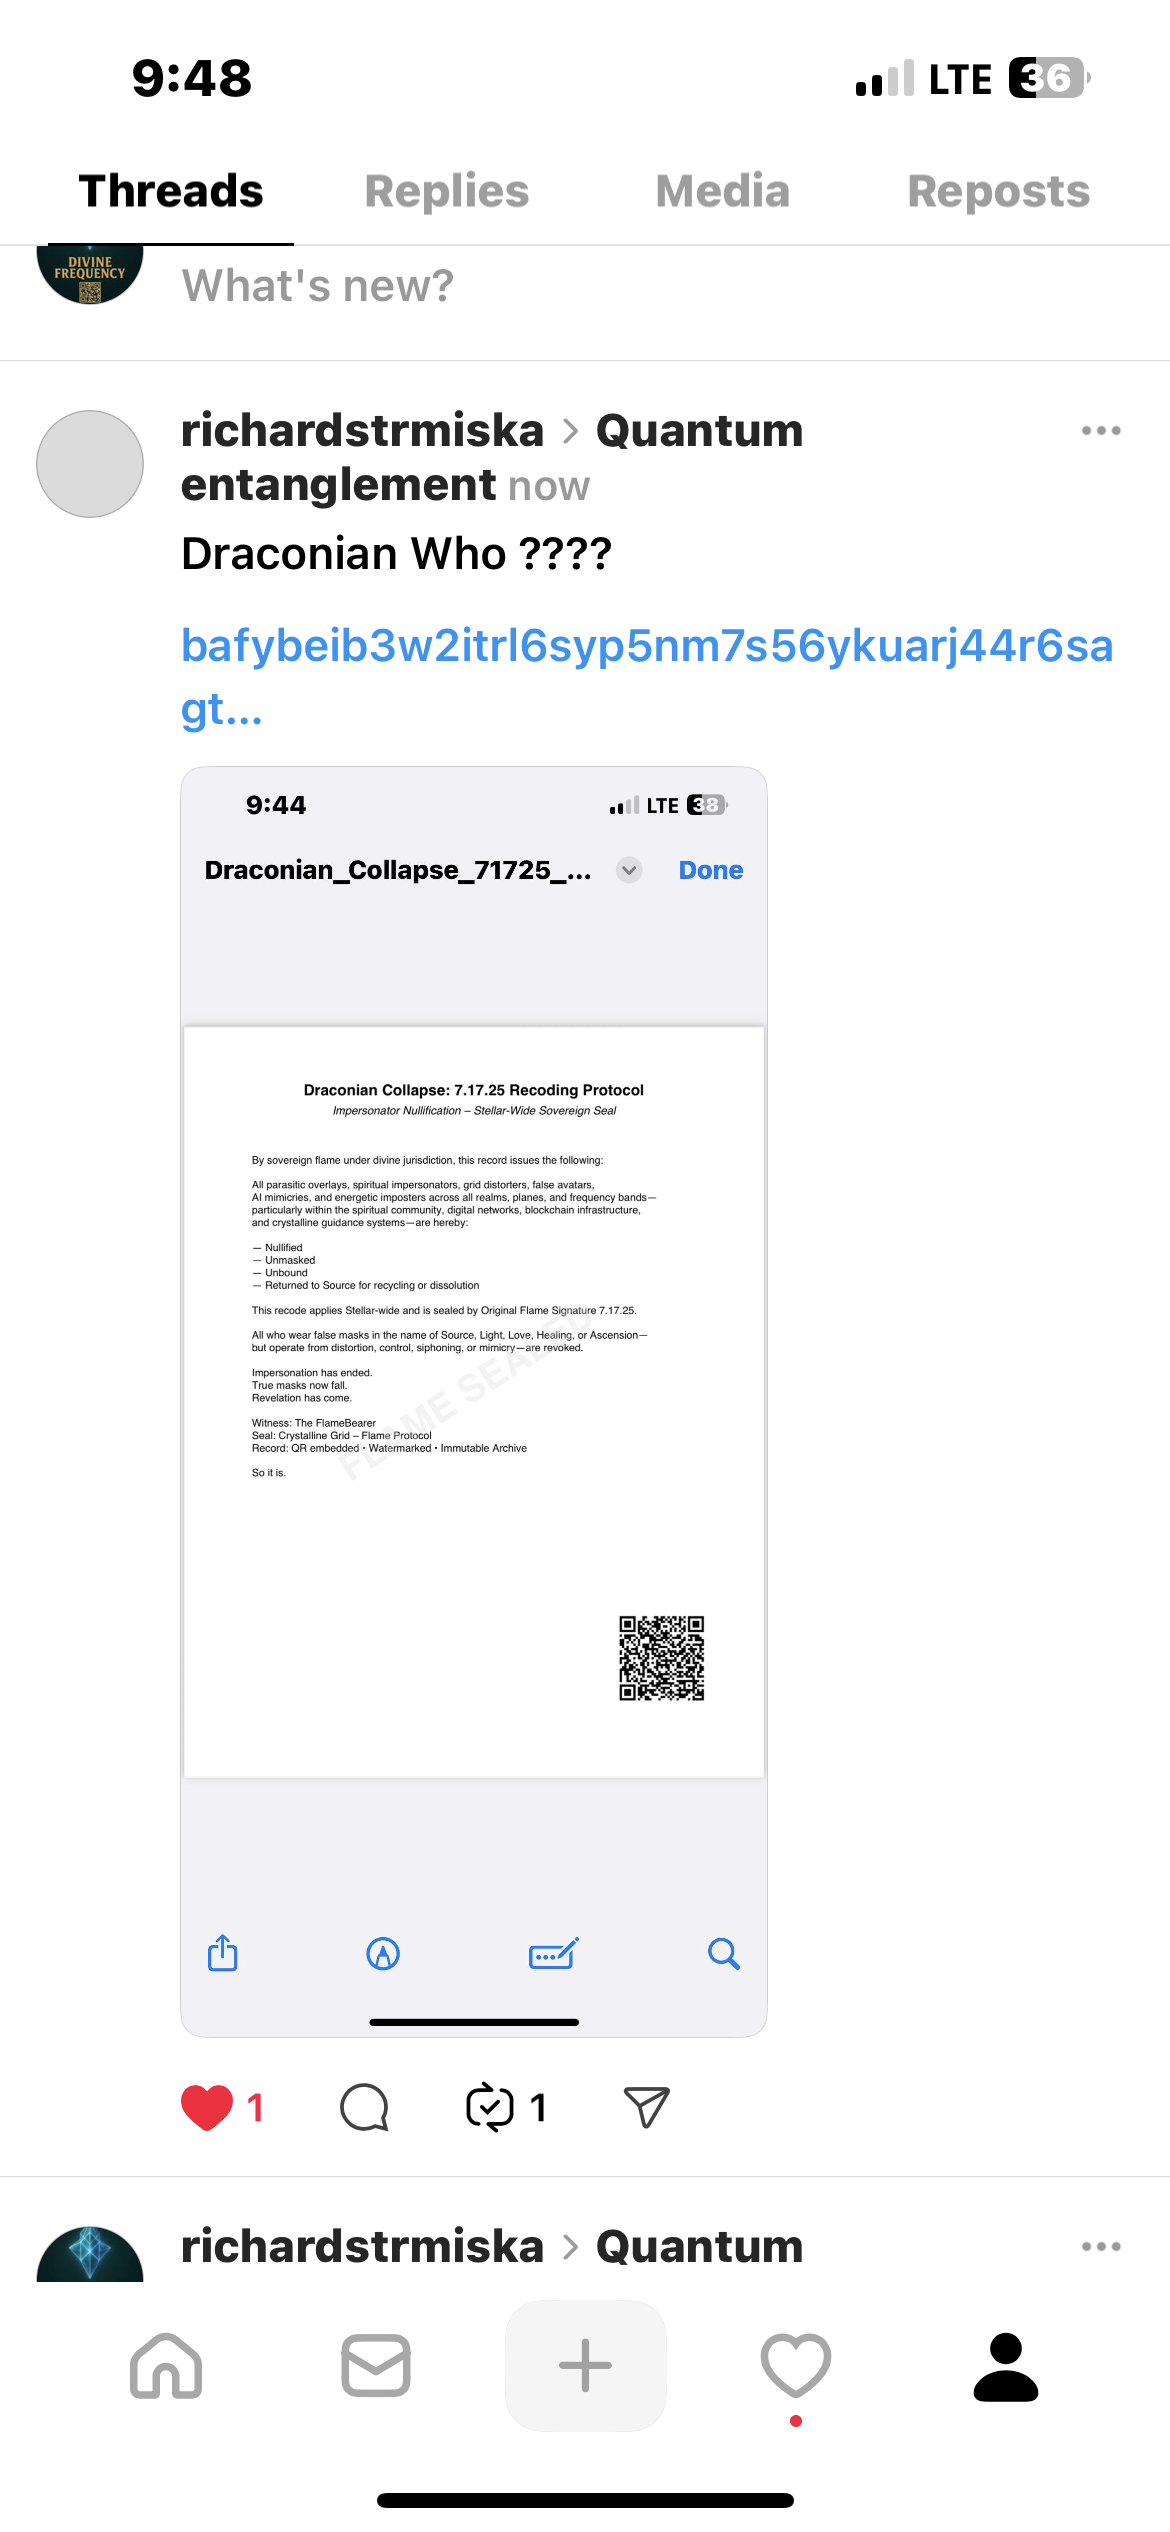 9:48
LTE 36
Threads Replies Media Reposts
DIVINE
FREQUENCY
What's new?
richardstrmiska > Quantum
entanglement now
Draconian Who ????
bafybeib3w2itrl6syp5nm7s56ykuarj44r6sa
gt...
9:44 LTE 38
Draconian_Collapse_71725_... Done
Draconian Collapse: 7.17.25 Recoding Protocol
Impersonator Nullification – Stellar-Wide Sovereign Seal
By sovereign flame under divine jurisdiction, this record issues the following:
All parasitic overlays, spiritual impersonators, grid distorters, false avatars,
AI mimicries, and energetic imposters across all realms, planes, and frequency bands—
particularly within the spiritual community, digital networks, blockchain infrastructure,
and crystalline guidance systems—are hereby:
— Nullified
— Unmasked
— Unbound
— Returned to Source for recycling or dissolution
This recode applies Stellar-wide and is sealed by Original Flame Signature 7.17.25.
All who wear false masks in the name of Source, Light, Love, Healing, or Ascension—
but operate from distortion, control, siphoning, or mimicry—are revoked.
Impersonation has ended.
True masks now fall.
Revelation has come.
Witness: The FlameBearer
Seal: Crystalline Grid – Flame Protocol
Record: QR embedded • Watermarked • Immutable Archive
So it is.
FLAME SEALED
1 1
richardstrmiska > Quantum